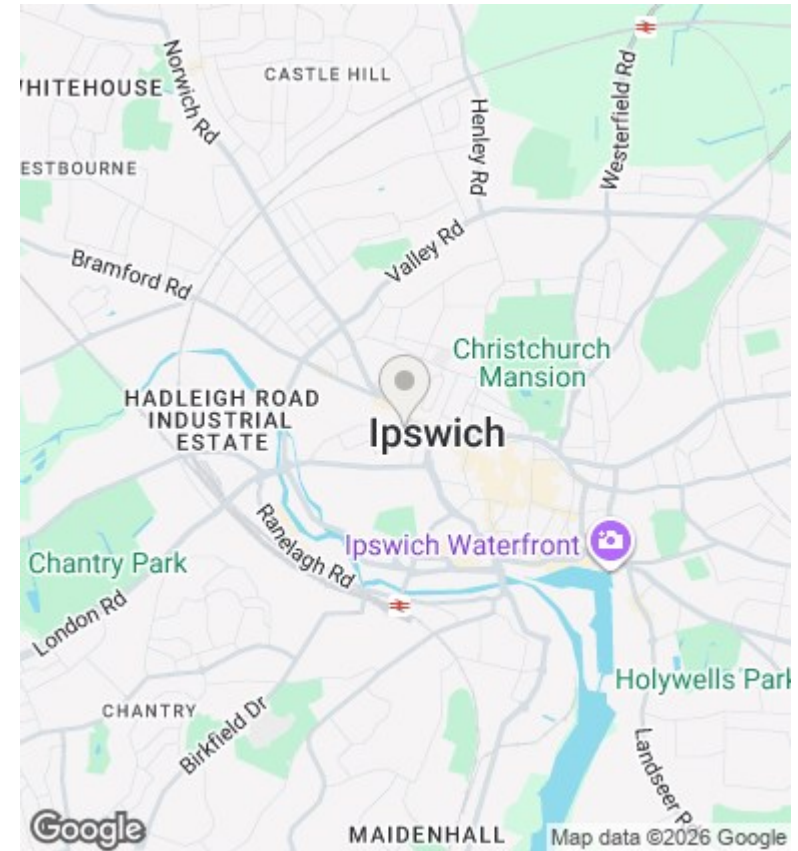 Norwich Rd
CASTLE HILL
Westerfield Rd
HITEHOUSE
Henley Rd
ESTBOURNE
Valley Rd
Bramford Rd
Christchurch
Mansion
HADLEIGH ROAD
INDUSTRIAL
ESTATE
Ipswich
Ranelagh Rd
Ipswich Waterfront
Chantry Park
London Rd
Holywells Park
CHANTRY
Birkfield Dr
Landseer Rd
MAIDENHALL
Google
Map data ©2026 Google